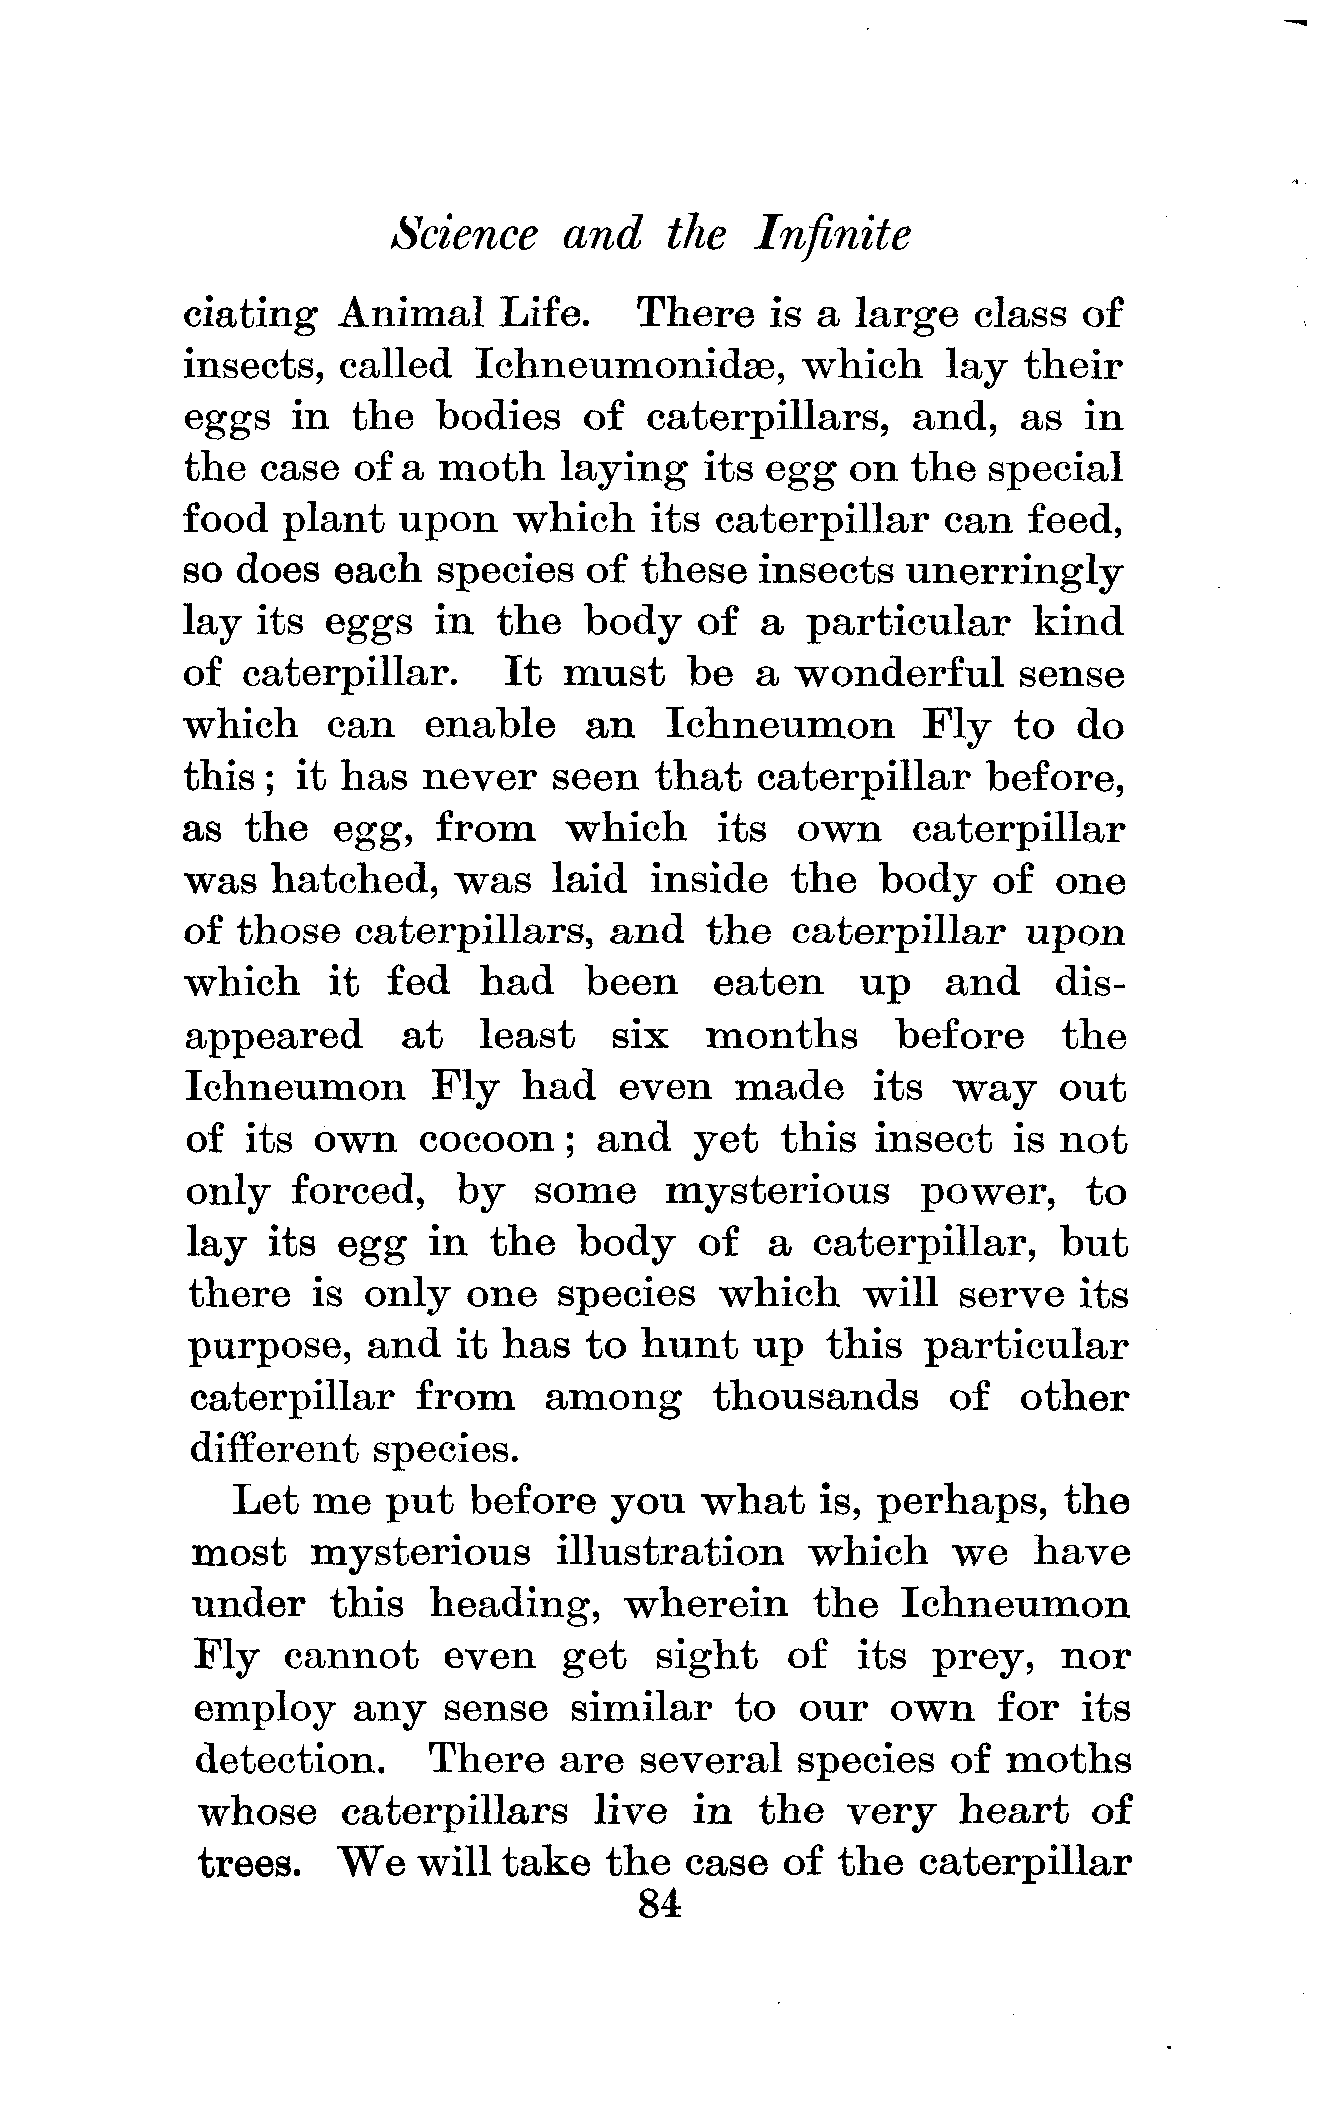 Science and the Infinite
ciating Animal Life. There is a large class of
insects, called Ichneumonidæ, which lay their
eggs in the bodies of caterpillars, and, as in
the case of a moth laying its egg on the special
food plant upon which its caterpillar can feed,
so does each species of these insects unerringly
lay its eggs in the body of a particular kind
of caterpillar. It must be a wonderful sense
which can enable an Ichneumon Fly to do
this ; it has never seen that caterpillar before,
as the egg, from which its own caterpillar
was hatched, was laid inside the body of one
of those caterpillars, and the caterpillar upon
which it fed had been eaten up and dis-
appeared at least six months before the
Ichneumon Fly had even made its way out
of its own cocoon ; and yet this insect is not
only forced, by some mysterious power, to
lay its egg in the body of a caterpillar, but
there is only one species which will serve its
purpose, and it has to hunt up this particular
caterpillar from among thousands of other
different species.
Let me put before you what is, perhaps, the
most mysterious illustration which we have
under this heading, wherein the Ichneumon
Fly cannot even get sight of its prey, nor
employ any sense similar to our own for its
detection. There are several species of moths
whose caterpillars live in the very heart of
trees. We will take the case of the caterpillar
84